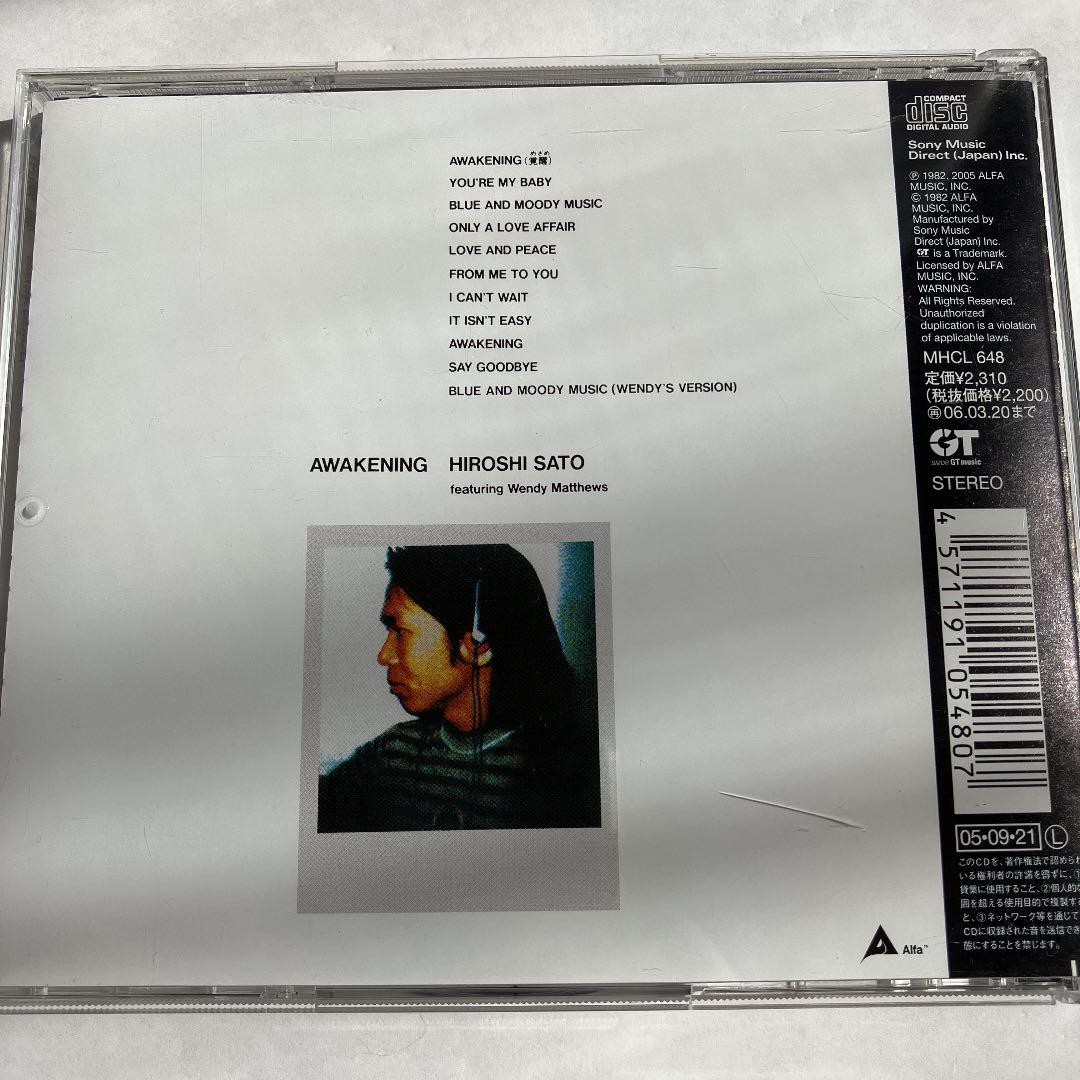 AWAKENING (覚醒)
めざめ
YOU'RE MY BABY
BLUE AND MOODY MUSIC
ONLY A LOVE AFFAIR
LOVE AND PEACE
FROM ME TO YOU
I CAN'T WAIT
IT ISN'T EASY
AWAKENING
SAY GOODBYE
BLUE AND MOODY MUSIC (WENDY'S VERSION)
AWAKENING HIROSHI SATO
featuring Wendy Matthews
Alfa™
COMPACT
disc
DIGITAL AUDIO
Sony Music
Direct (Japan) Inc.
Ⓟ 1982, 2005 ALFA
MUSIC, INC.
© 1982 ALFA
MUSIC, INC.
Manufactured by
Sony Music
Direct (Japan) Inc.
GT is a Trademark.
Licensed by ALFA
MUSIC, INC.
WARNING:
All Rights Reserved.
Unauthorized
duplication is a violation
of applicable laws.
MHCL 648
定価¥2,310
(税抜価格¥2,200)
㊢06.03.20まで
GT
SMDR GT music
STEREO
4 571191 054807
05•09•21 Ⓛ
このCDを、著作権法で認められ
いる権利者の許諾を得ずに、①
貸業に使用すること、②個人的な
囲を超える使用目的で複製する
と、③ネットワーク等を通じて
CDに収録された音を送信でき
態にすることを禁じます。